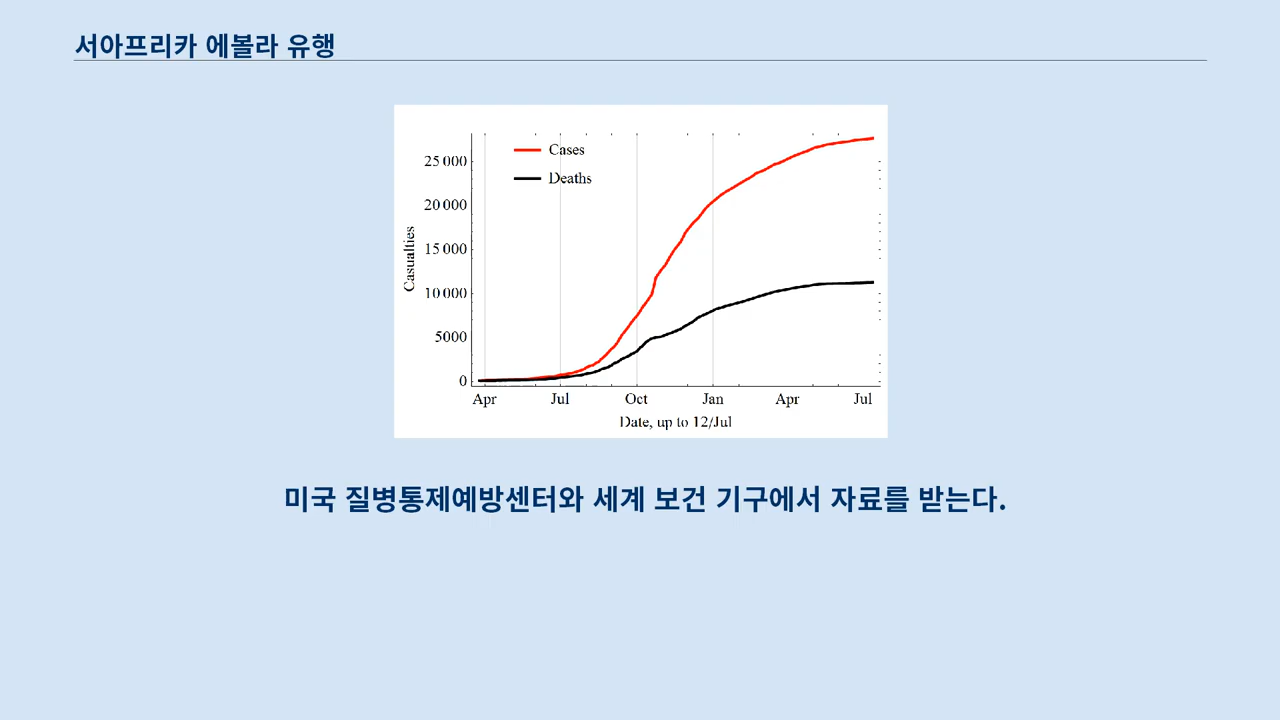 서아프리카 에볼라 유행
Cases
Deaths
25 000
20 000
15 000
10 000
5000
0
Casualties
Apr Jul Oct Jan Apr Jul
Date, up to 12/Jul
미국 질병통제예방센터와 세계 보건 기구에서 자료를 받는다.